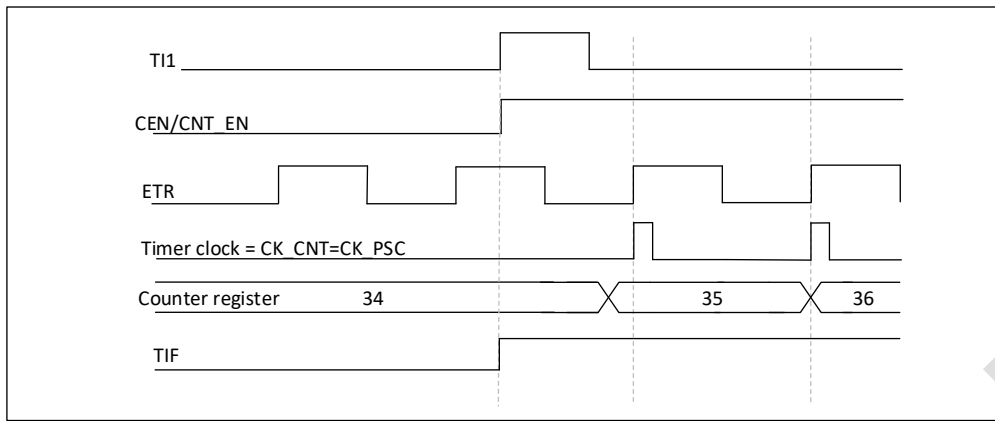 TI1
CEN/CNT_EN
ETR
Timer clock = CK_CNT=CK_PSC
Counter register 34 35 36
TIF